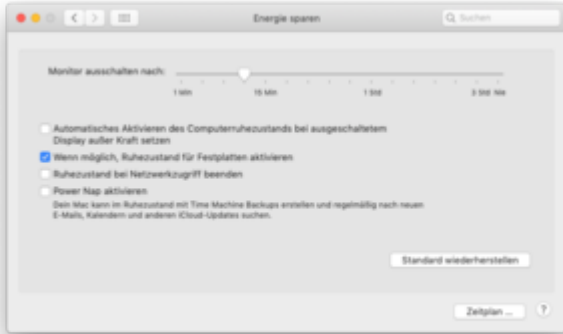 Energie sparen
Suchen
Monitor ausschalten nach:
1 Min 15 Min 1 Std 3 Std Nie
Automatisches Aktivieren des Computerruhezustands bei ausgeschaltetem
Display außer Kraft setzen
Wenn möglich, Ruhezustand für Festplatten aktivieren
Ruhezustand bei Netzwerkzugriff beenden
Power Nap aktivieren
Dein Mac kann im Ruhezustand mit Time Machine Backups erstellen und regelmäßig nach neuen
E-Mails, Kalendern und anderen iCloud-Updates suchen.
Standard wiederherstellen
Zeitplan ... ?